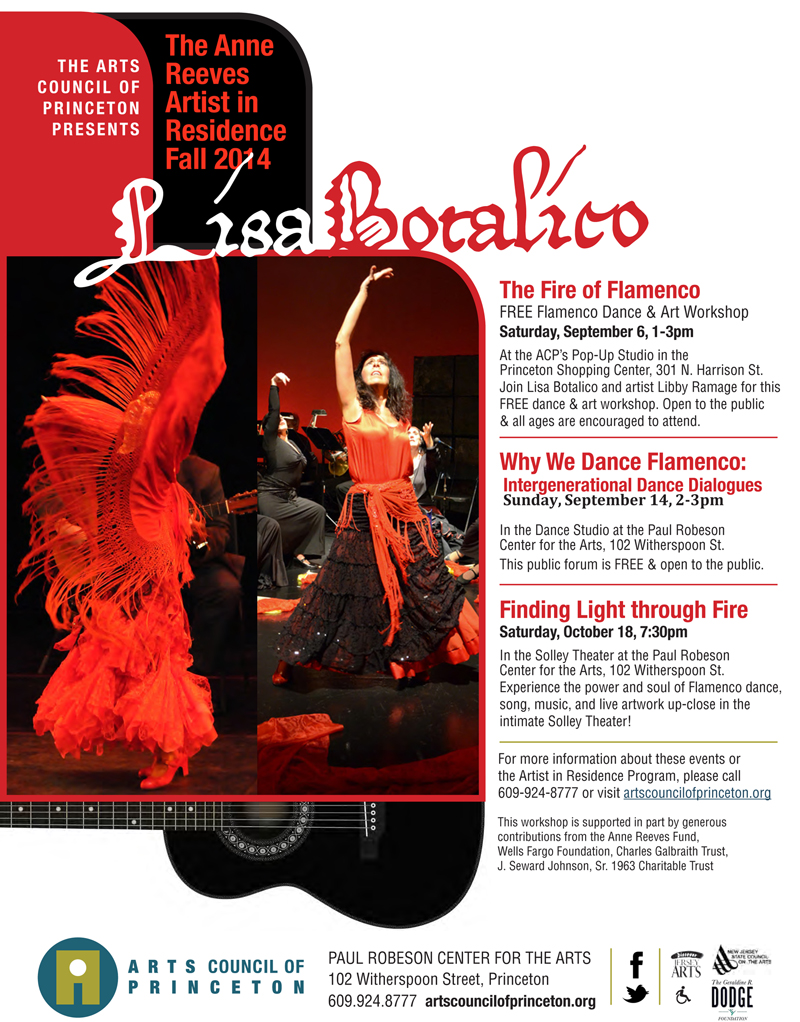 THE ARTS
COUNCIL OF
PRINCETON
PRESENTS
The Anne
Reeves
Artist in
Residence
Fall 2014
Lisa Botalico
The Fire of Flamenco
FREE Flamenco Dance & Art Workshop
Saturday, September 6, 1-3pm
At the ACP's Pop-Up Studio in the
Princeton Shopping Center, 301 N. Harrison St.
Join Lisa Botalico and artist Libby Ramage for this
FREE dance & art workshop. Open to the public
& all ages are encouraged to attend.
Why We Dance Flamenco:
Intergenerational Dance Dialogues
Sunday, September 14, 2-3pm
In the Dance Studio at the Paul Robeson
Center for the Arts, 102 Witherspoon St.
This public forum is FREE & open to the public.
Finding Light through Fire
Saturday, October 18, 7:30pm
In the Solley Theater at the Paul Robeson
Center for the Arts, 102 Witherspoon St.
Experience the power and soul of Flamenco dance,
song, music, and live artwork up-close in the
intimate Solley Theater!
For more information about these events or
the Artist in Residence Program, please call
609-924-8777 or visit artscouncilofprinceton.org
This workshop is supported in part by generous
contributions from the Anne Reeves Fund,
Wells Fargo Foundation, Charles Galbraith Trust,
J. Seward Johnson, Sr. 1963 Charitable Trust
ARTS COUNCIL OF
PRINCETON
PAUL ROBESON CENTER FOR THE ARTS
102 Witherspoon Street, Princeton
609.924.8777 artscouncilofprinceton.org
JERSEY
ARTS
NEW JERSEY
STATE COUNCIL
ON THE ARTS
The Geraldine R.
DODGE
FOUNDATION